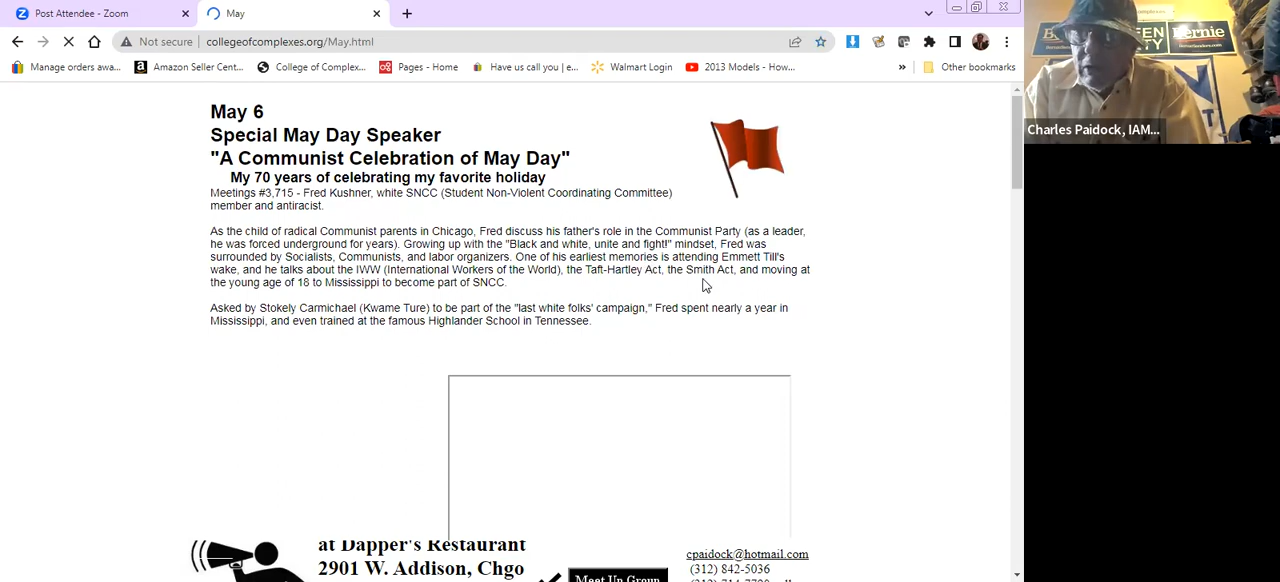 Post Attendee - Zoom
May
Not secure
collegeofcomplexes.org/May.html
Manage orders awa...
Amazon Seller Cent...
College of Complex...
Pages - Home
Have us call you | e...
Walmart Login
2013 Models - How...
»
Other bookmarks
May 6
Special May Day Speaker
"A Communist Celebration of May Day"
My 70 years of celebrating my favorite holiday
Meetings #3,715 - Fred Kushner, white SNCC (Student Non-Violent Coordinating Committee)
member and antiracist.
As the child of radical Communist parents in Chicago, Fred discuss his father's role in the Communist Party (as a leader,
he was forced underground for years). Growing up with the "Black and white, unite and fight!" mindset, Fred was
surrounded by Socialists, Communists, and labor organizers. One of his earliest memories is attending Emmett Till's
wake, and he talks about the IWW (International Workers of the World), the Taft-Hartley Act, the Smith Act, and moving at
the young age of 18 to Mississippi to become part of SNCC.
Asked by Stokely Carmichael (Kwame Ture) to be part of the "last white folks' campaign," Fred spent nearly a year in
Mississippi, and even trained at the famous Highlander School in Tennessee.
at Dapper's Restaurant
2901 W. Addison, Chgo
Meet Up Group
cpaidock@hotmail.com
(312) 842-5036
Bernie
Charles Paidock, IAM...